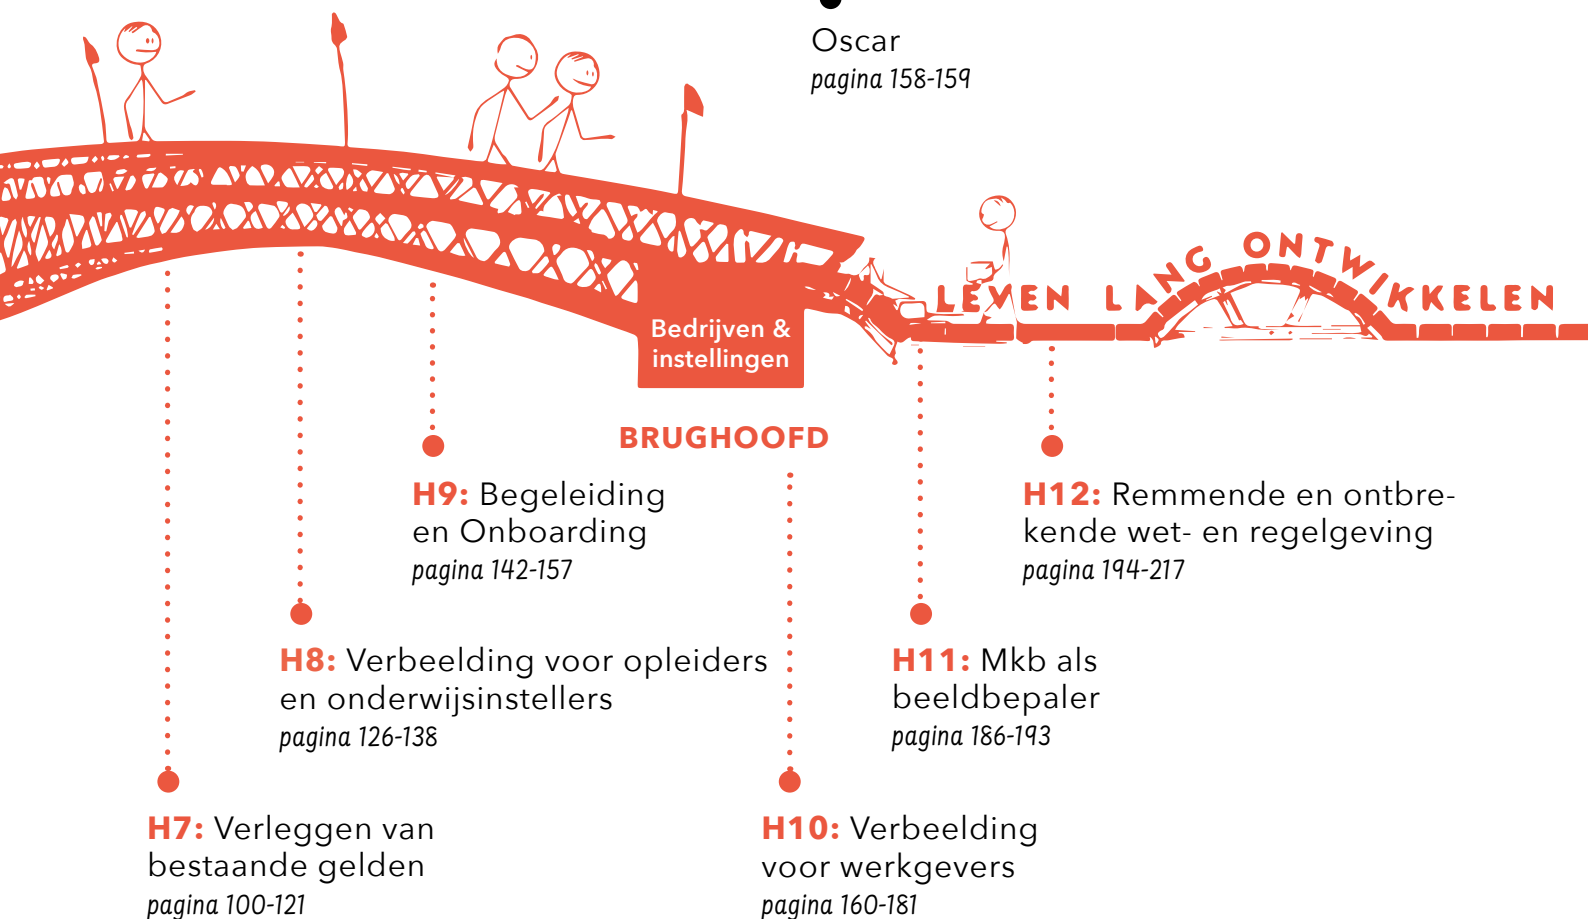 Oscar
pagina 158-159
LEVEN LANG ONTWIKKELEN
Bedrijven &
instellingen
BRUGHOOFD
H9: Begeleiding
en Onboarding
pagina 142-157
H12: Remmende en ontbre-
kende wet- en regelgeving
pagina 194-217
H8: Verbeelding voor opleiders
en onderwijsinstellers
pagina 126-138
H11: Mkb als
beeldbepaler
pagina 186-193
H7: Verleggen van
bestaande gelden
pagina 100-121
H10: Verbeelding
voor werkgevers
pagina 160-181